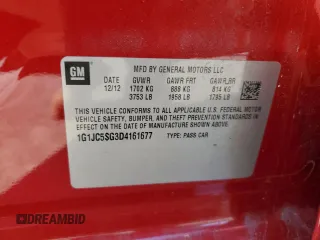 GM
MFD BY GENERAL MOTORS LLC
DATE GVWR GAWR FRT GAWR RR
12/12 1702 KG 888 KG 814 KG
3753 LB 1958 LB 1795 LB
THIS VEHICLE CONFORMS TO ALL APPLICABLE U.S. FEDERAL MOTOR
VEHICLE SAFETY, BUMPER, AND THEFT PREVENTION STANDARDS
IN EFFECT ON THE DATE OF MANUFACTURE SHOWN ABOVE.
1G1JC5SG3D4161677 TYPE: PASS CAR
DREAMBID